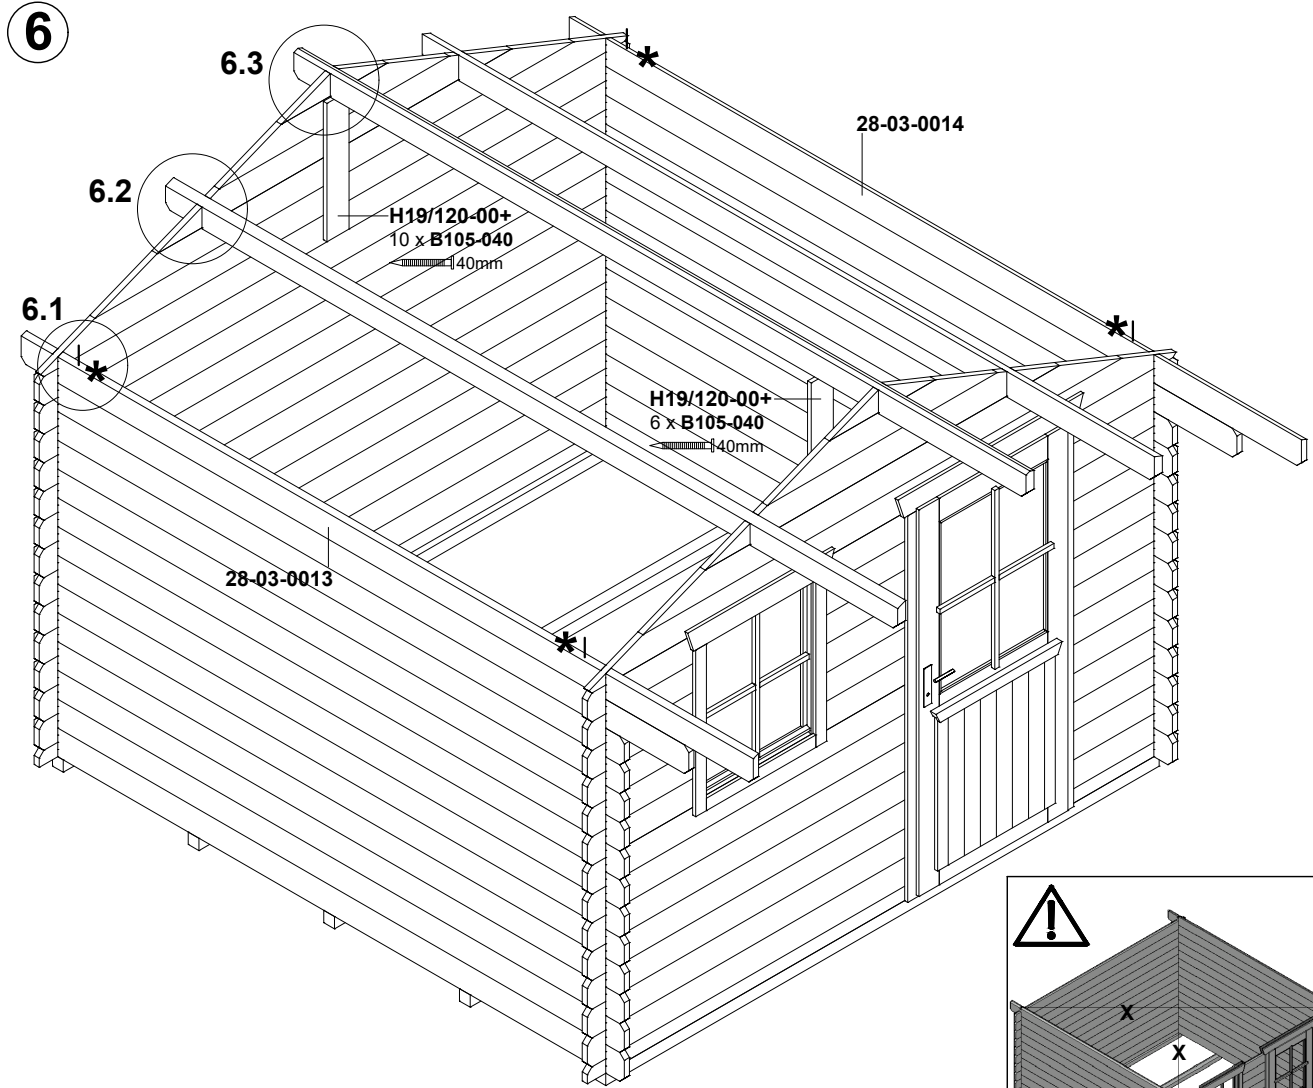 6
6.3
28-03-0014
6.2
H19/120-00+
10 x B105-040
40mm
6.1
H19/120-00+
6 x B105-040
40mm
28-03-0013
x
x